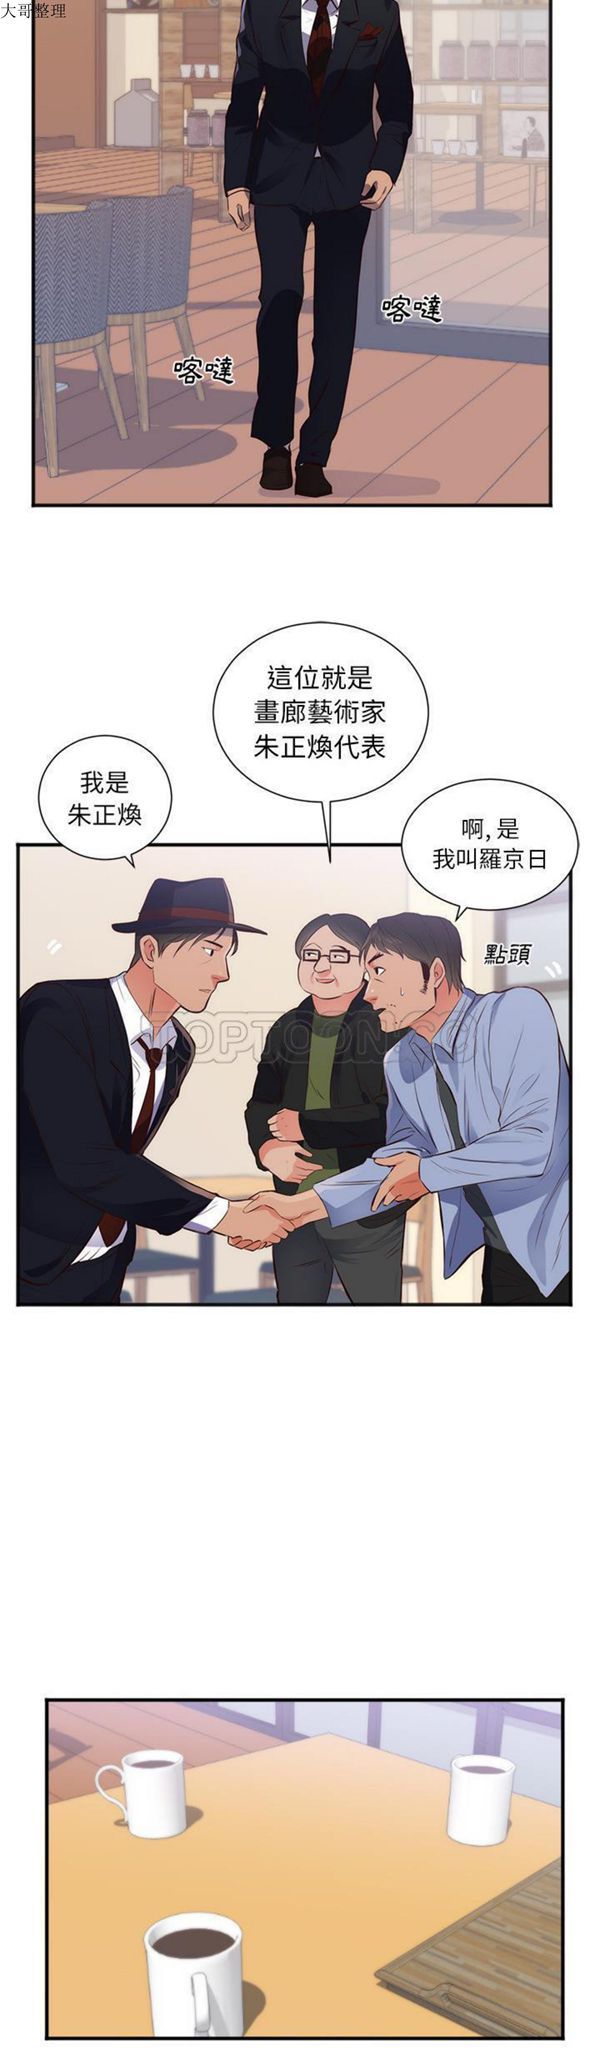 大哥整理
喀噠
喀噠
這位就是
畫廊藝術家
朱正煥代表
我是
朱正煥
啊, 是
我叫羅京日
點頭
TOPTOON.CC